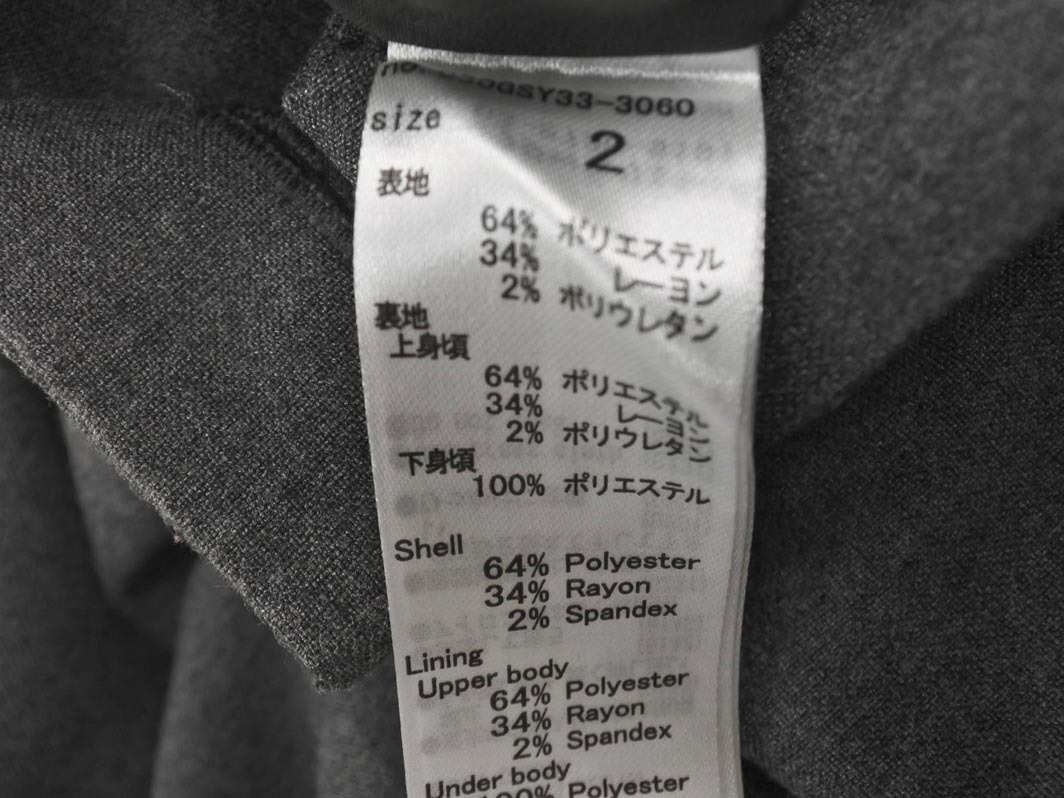 SY33-3060
size
2
表地
64% ポリエステル
34% レーヨン
2% ポリウレタン
裏地
上身頃
64% ポリエステル
34% レーヨン
2% ポリウレタン
下身頃
100% ポリエステル
Shell
64% Polyester
34% Rayon
2% Spandex
Lining
Upper body
64% Polyester
34% Rayon
2% Spandex
Under body
100% Polyester